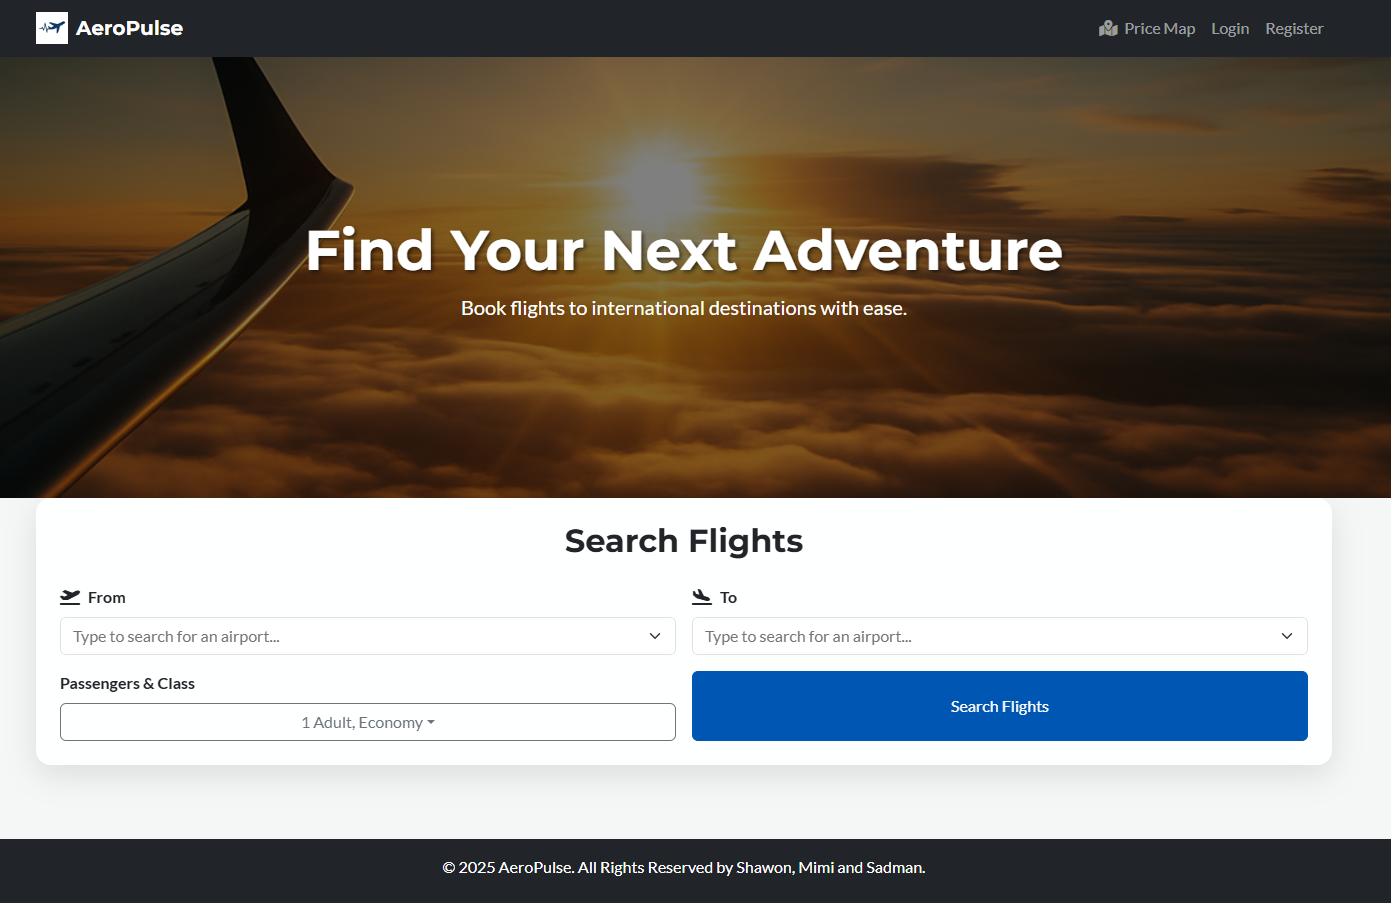 AeroPulse
Price Map
Login
Register
Find Your Next Adventure
Book flights to international destinations with ease.
Search Flights
From
To
Type to search for an airport...
Type to search for an airport...
Passengers & Class
1 Adult, Economy
Search Flights
© 2025 AeroPulse. All Rights Reserved by Shawon, Mimi and Sadman.